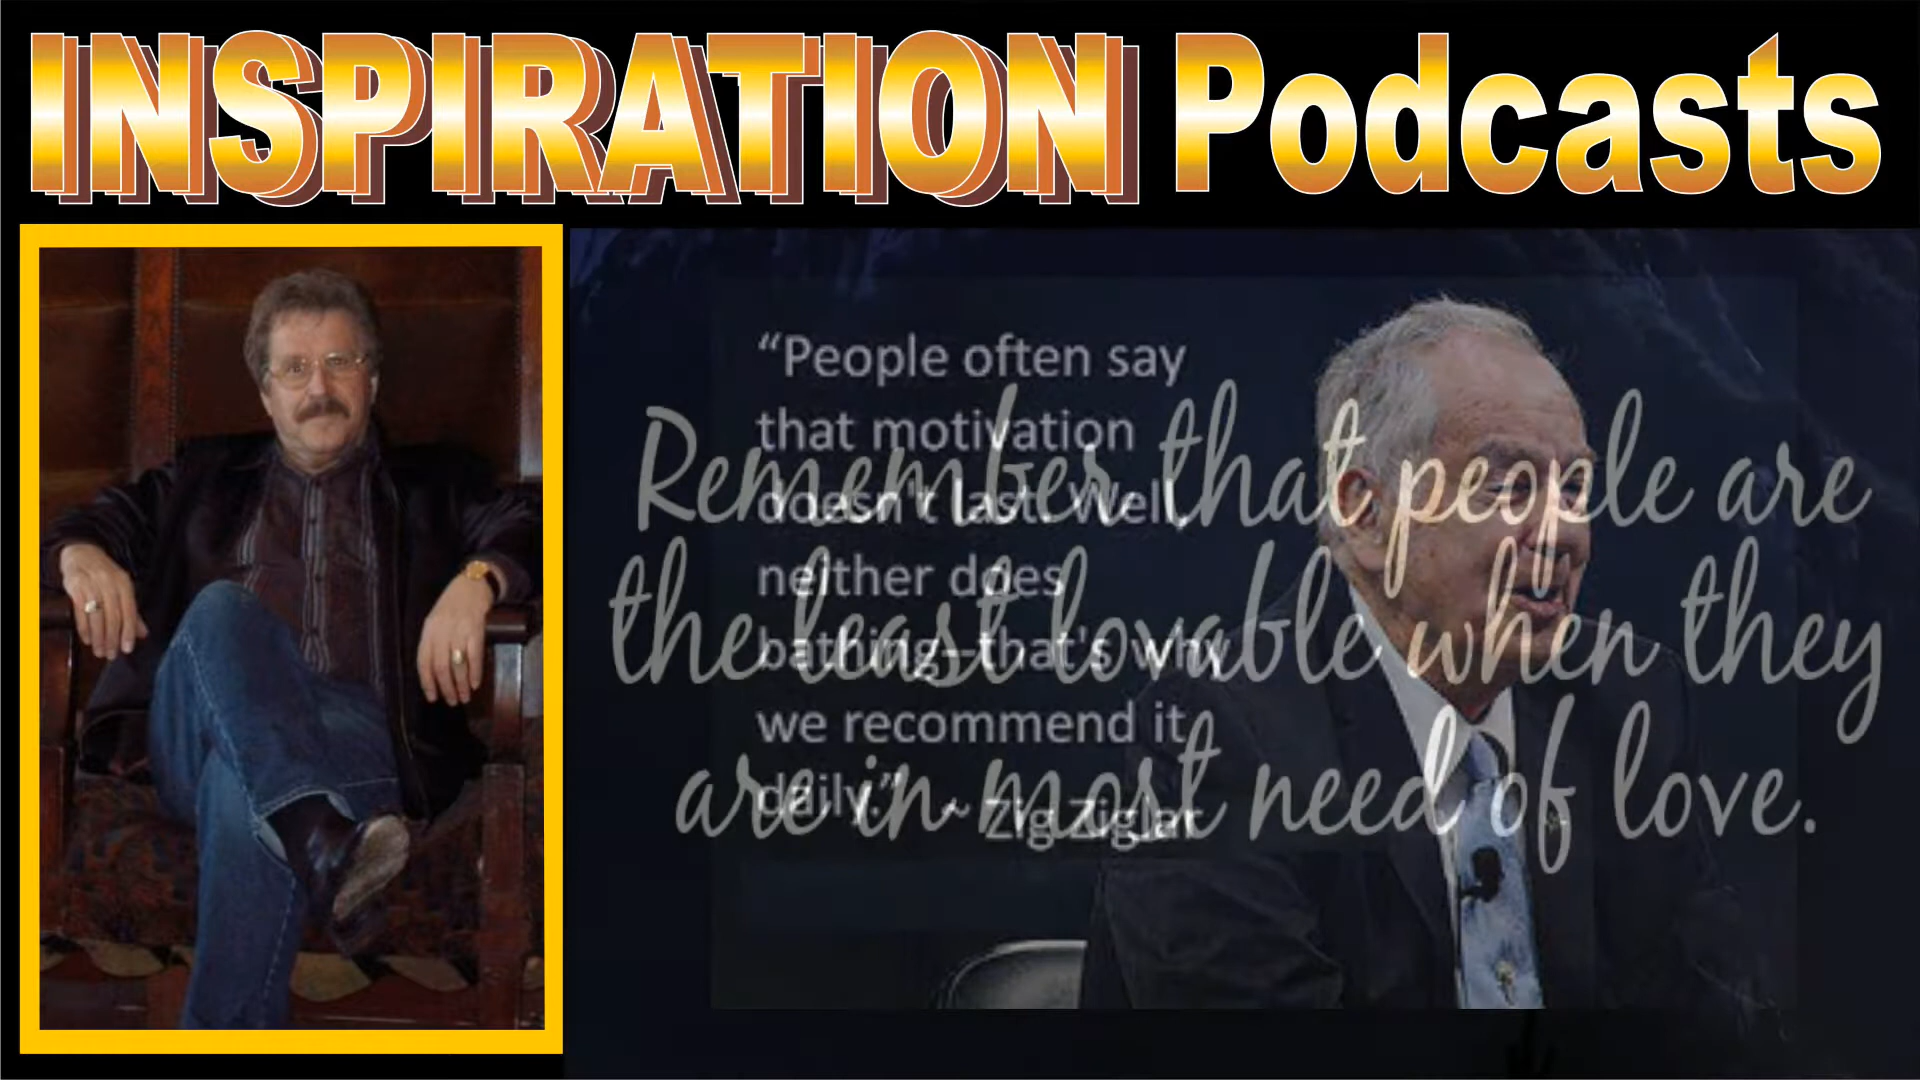 INSPIRATION Podcasts
“People often say
that motivation
doesn't last. Well,
neither does
bathing--that's why
we recommend it
daily.” ~ Zig Ziglar
Remember that people are
the least lovable when they
are in most need of love.